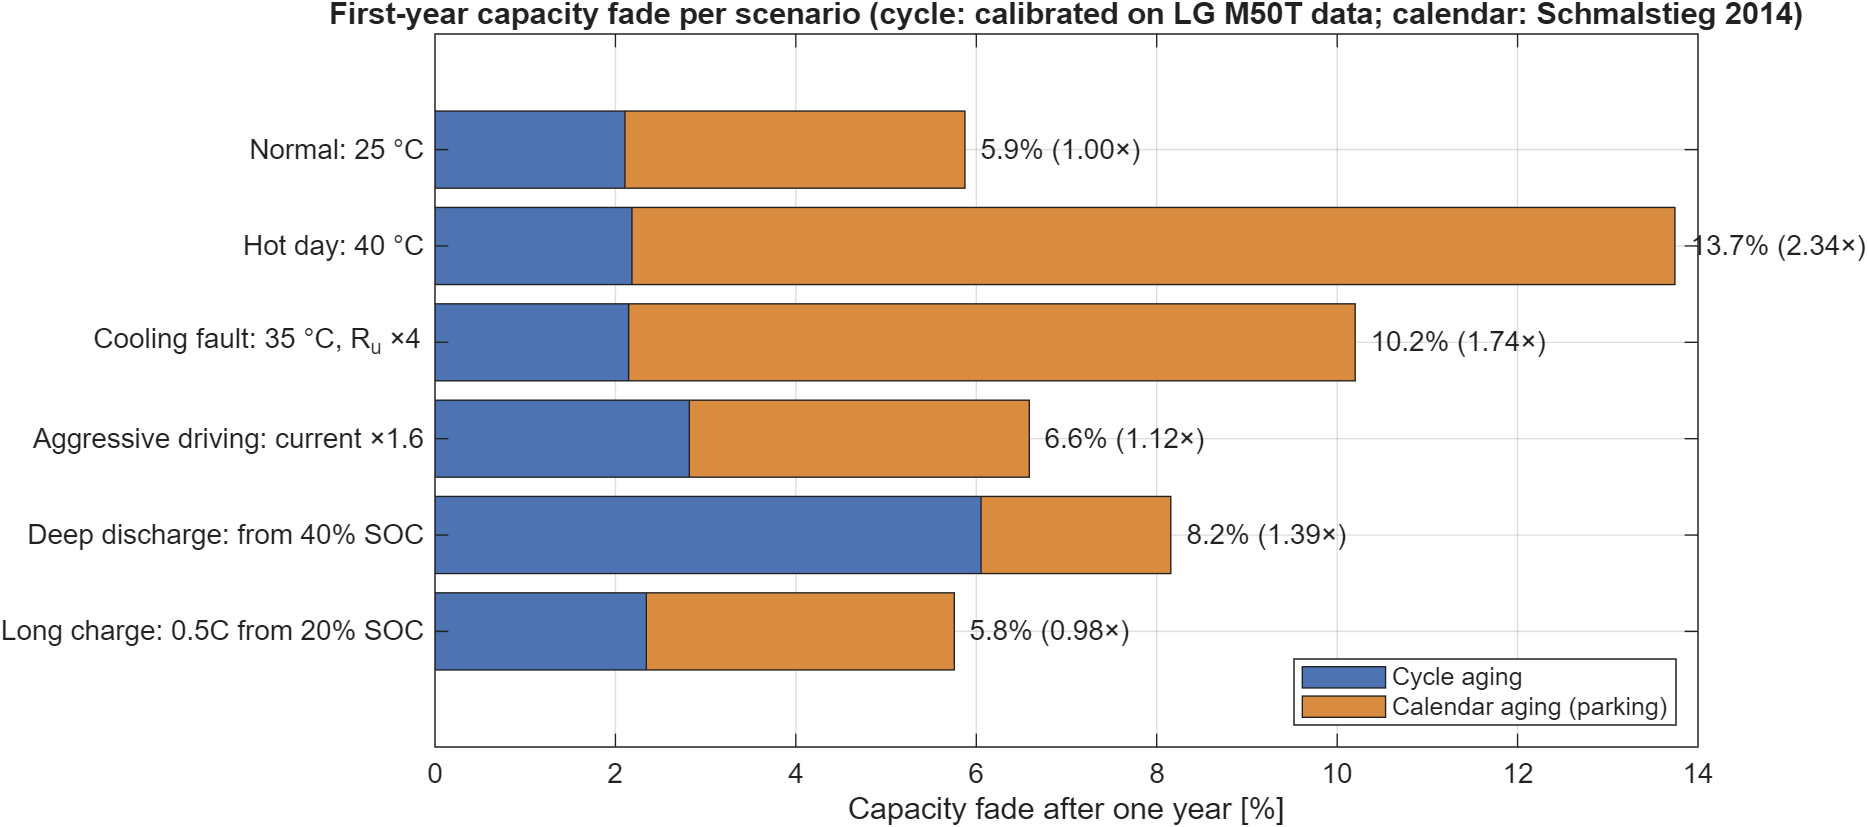 First-year capacity fade per scenario (cycle: calibrated on LG M50T data; calendar: Schmalstieg 2014)
Normal: 25 °C
5.9% (1.00×)
Hot day: 40 °C
13.7% (2.34×)
Cooling fault: 35 °C, Ru ×4
10.2% (1.74×)
Aggressive driving: current ×1.6
6.6% (1.12×)
Deep discharge: from 40% SOC
8.2% (1.39×)
Long charge: 0.5C from 20% SOC
5.8% (0.98×)
Cycle aging
Calendar aging (parking)
0 2 4 6 8 10 12 14
Capacity fade after one year [%]